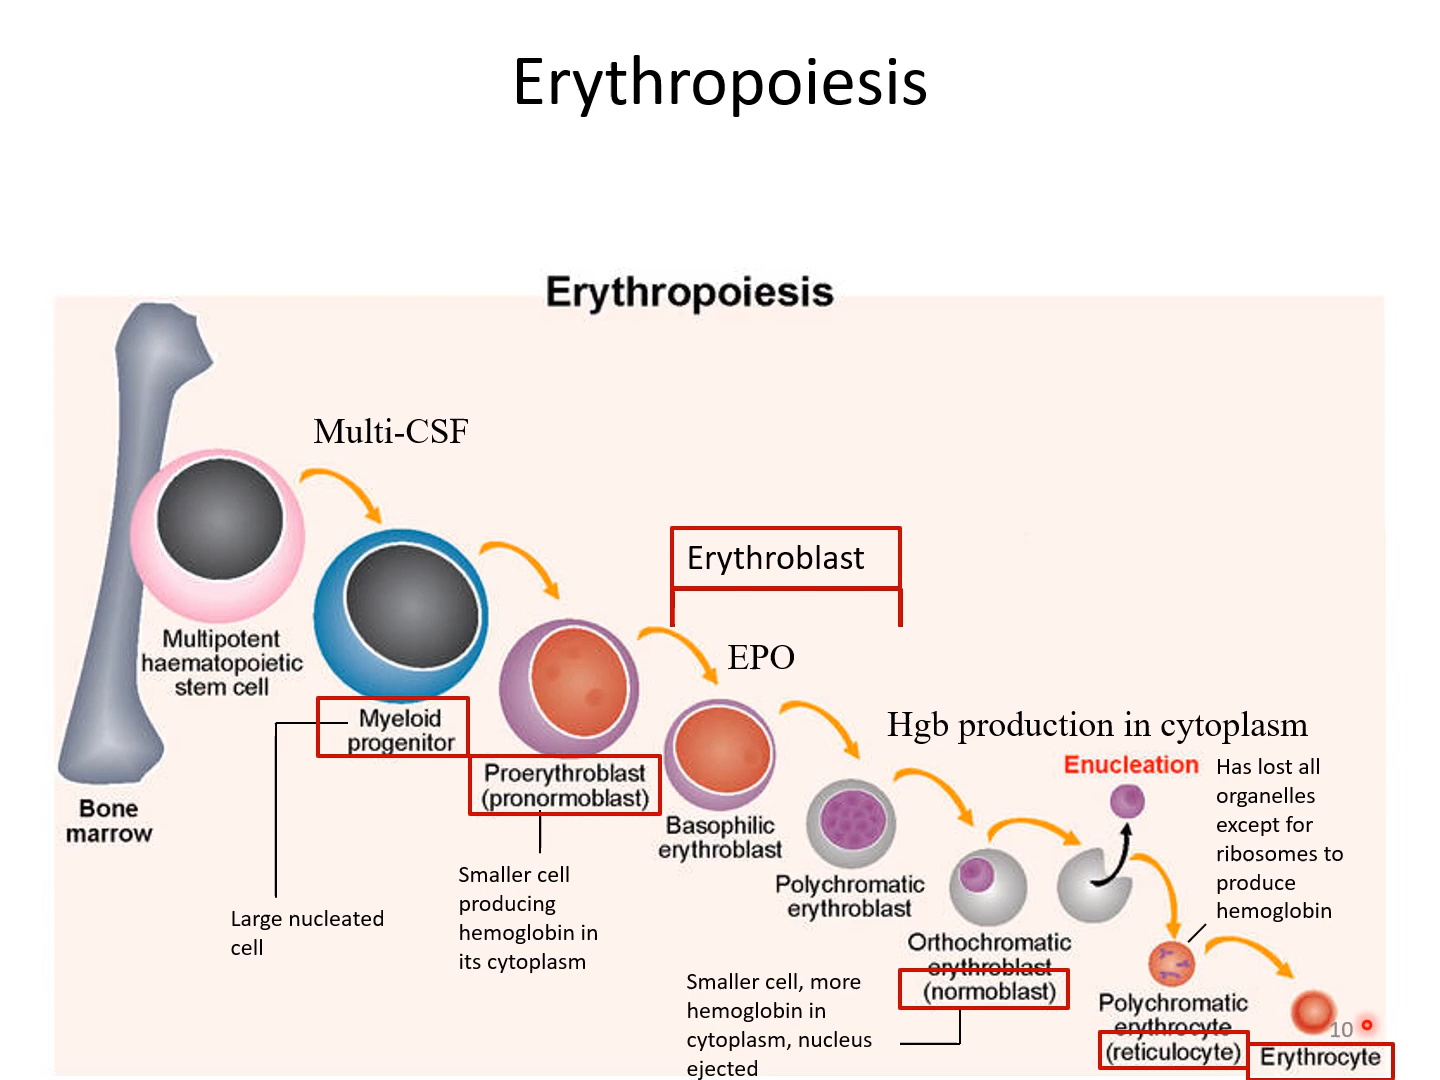 Erythropoiesis
Erythropoiesis
Multi-CSF
Erythroblast
EPO
Multipotent
haematopoietic
stem cell
Myeloid
progenitor
Hgb production in cytoplasm
Enucleation
Proerythroblast
(pronormoblast)
Has lost all
organelles
except for
ribosomes to
produce
hemoglobin
Bone
marrow
Basophilic
erythroblast
Polychromatic
erythroblast
Large nucleated
cell
Smaller cell
producing
hemoglobin in
its cytoplasm
Orthochromatic
erythroblast
(normoblast)
Smaller cell, more
hemoglobin in
cytoplasm, nucleus
ejected
Polychromatic
erythrocyte
(reticulocyte)
10
Erythrocyte